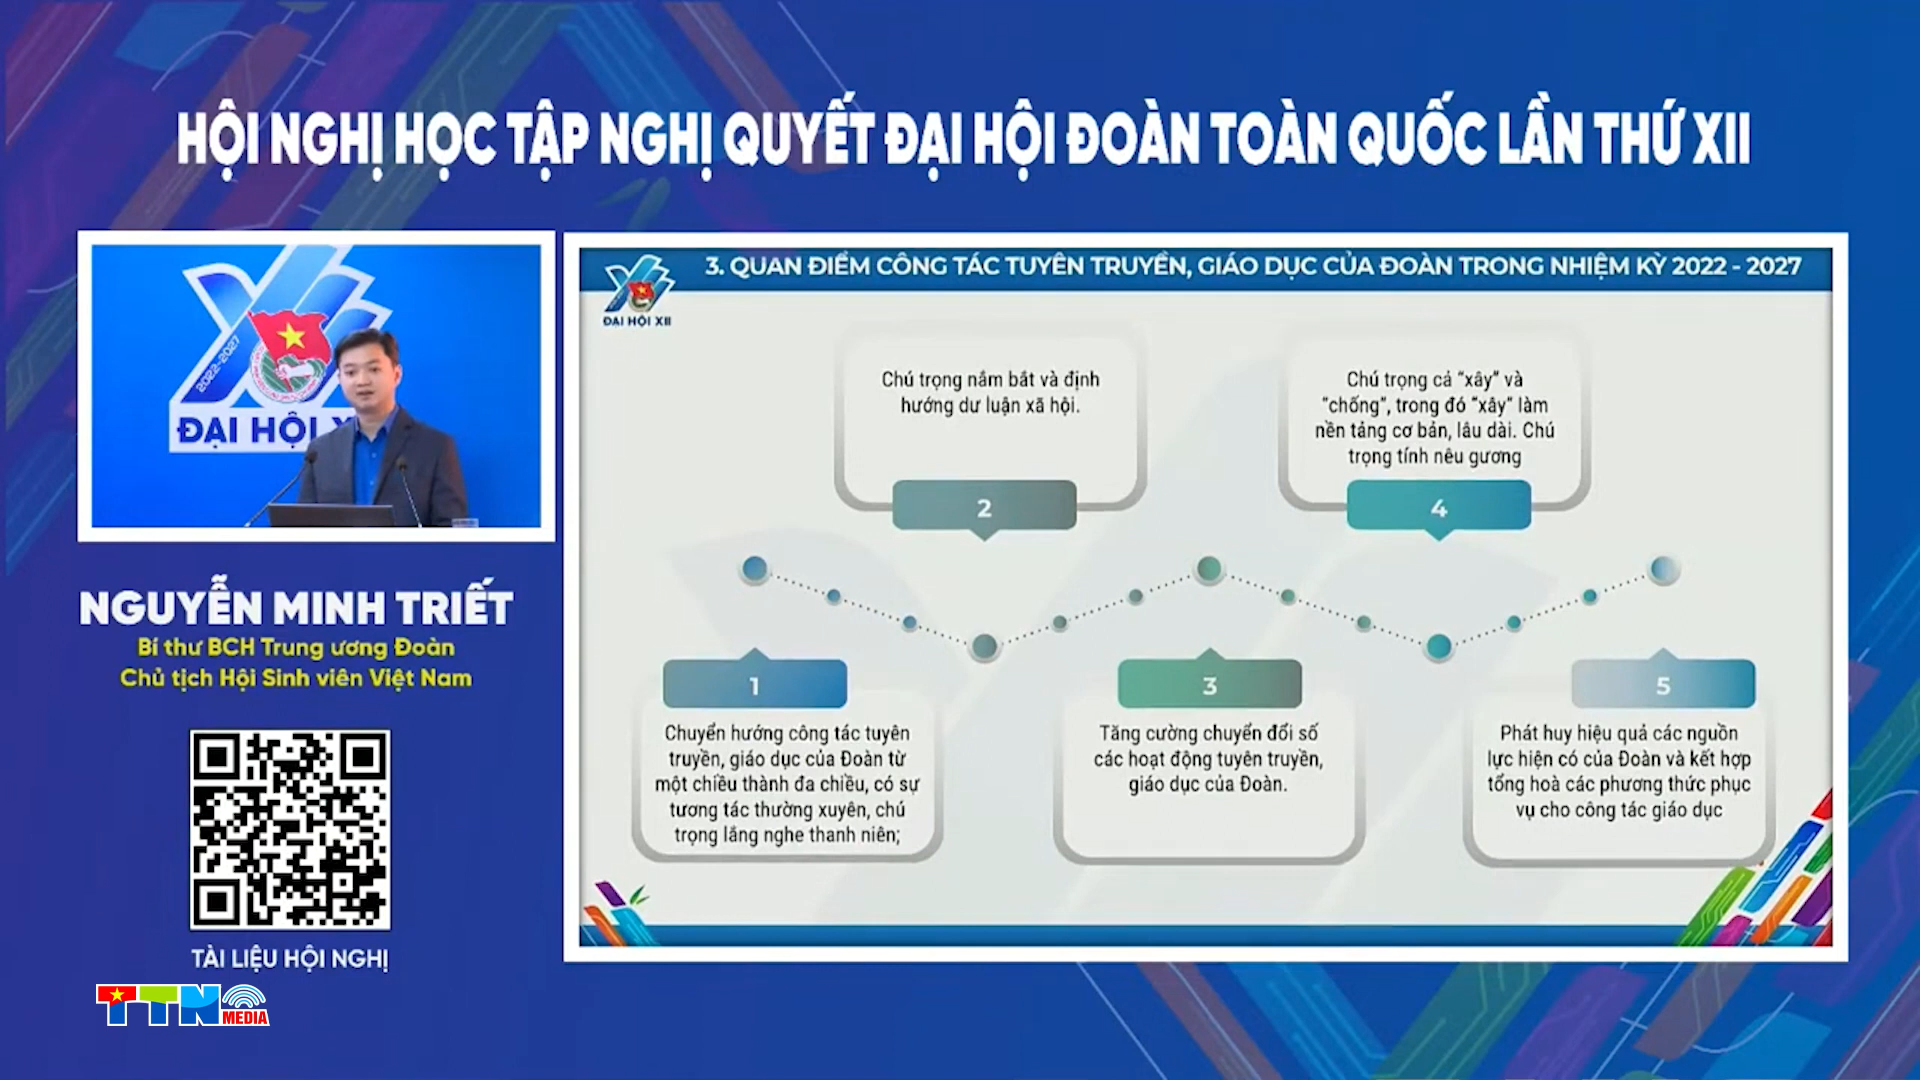 HỘI NGHỊ HỌC TẬP NGHỊ QUYẾT ĐẠI HỘI ĐOÀN TOÀN QUỐC LẦN THỨ XII
2022-2027
ĐẠI HỘI X
NGUYỄN MINH TRIẾT
Bí thư BCH Trung ương Đoàn
Chủ tịch Hội Sinh viên Việt Nam
TÀI LIỆU HỘI NGHỊ
TTN
MEDIA
ĐẠI HỘI XII
3. QUAN ĐIỂM CÔNG TÁC TUYÊN TRUYỀN, GIÁO DỤC CỦA ĐOÀN TRONG NHIỆM KỲ 2022 - 2027
1
Chuyển hướng công tác tuyên
truyền, giáo dục của Đoàn từ
một chiều thành đa chiều, có sự
tương tác thường xuyên, chú
trọng lắng nghe thanh niên;
Chú trọng nắm bắt và định
hướng dư luận xã hội.
2
3
Tăng cường chuyển đổi số
các hoạt động tuyên truyền,
giáo dục của Đoàn.
Chú trọng cả “xây” và
“chống”, trong đó “xây” làm
nền tảng cơ bản, lâu dài. Chú
trọng tính nêu gương
4
5
Phát huy hiệu quả các nguồn
lực hiện có của Đoàn và kết hợp
tổng hoà các phương thức phục
vụ cho công tác giáo dục